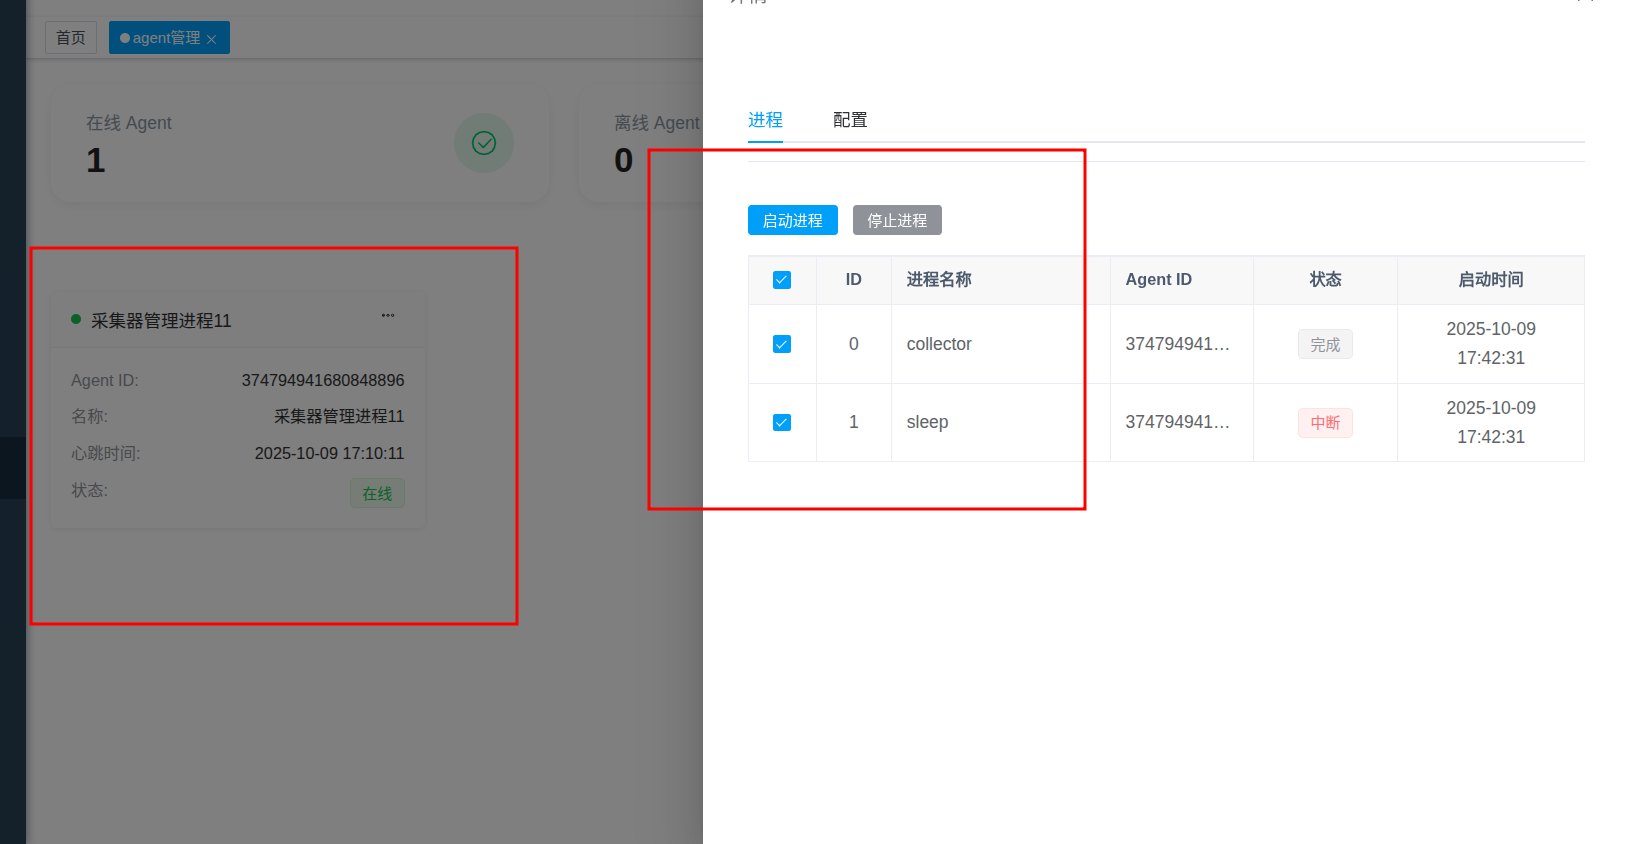 首页
agent管理
在线 Agent
1
离线 Agent
0
采集器管理进程11
Agent ID: 374794941680848896
名称: 采集器管理进程11
心跳时间: 2025-10-09 17:10:11
状态: 在线
进程 配置
启动进程 停止进程
ID 进程名称 Agent ID 状态 启动时间
0 collector 374794941... 完成 2025-10-09
17:42:31
1 sleep 374794941... 中断 2025-10-09
17:42:31